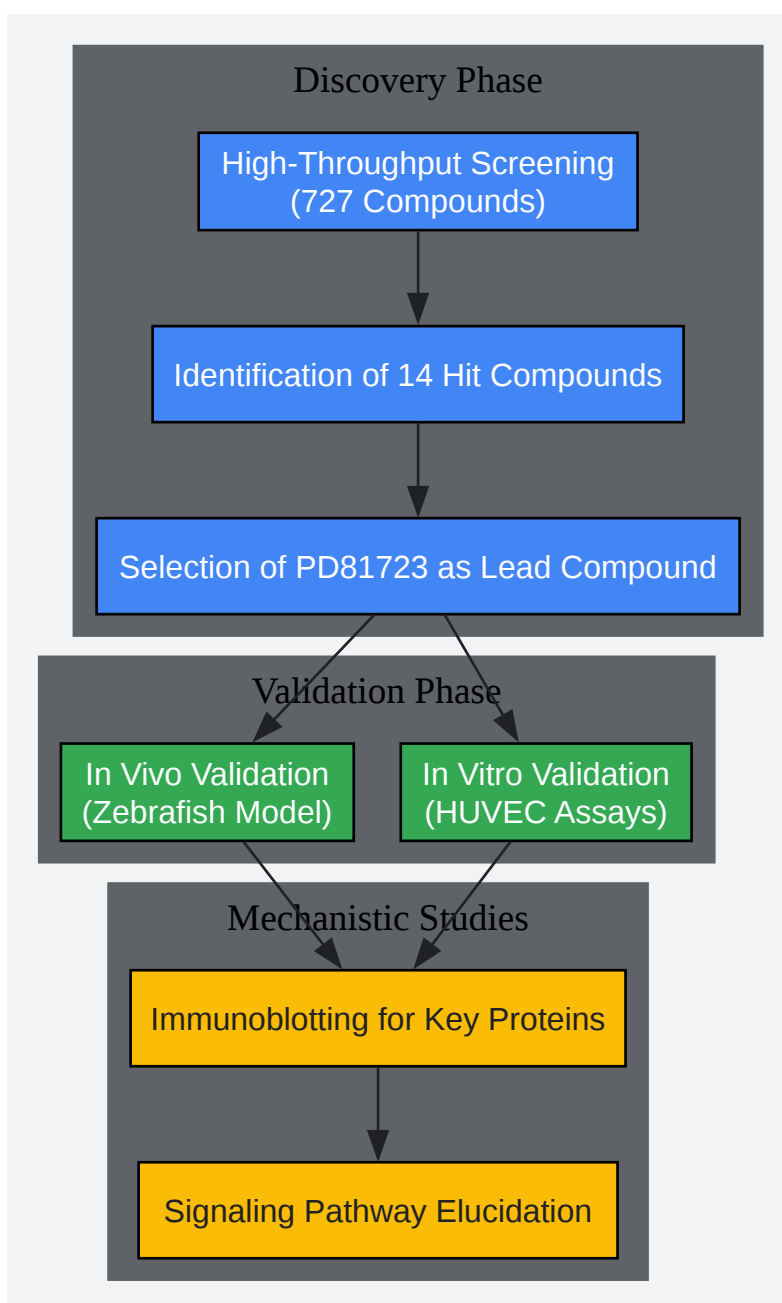 Discovery Phase
High-Throughput Screening
(727 Compounds)
Identification of 14 Hit Compounds
Selection of PD81723 as Lead Compound
Validation Phase
In Vivo Validation
(Zebrafish Model)
In Vitro Validation
(HUVEC Assays)
Mechanistic Studies
Immunoblotting for Key Proteins
Signaling Pathway Elucidation